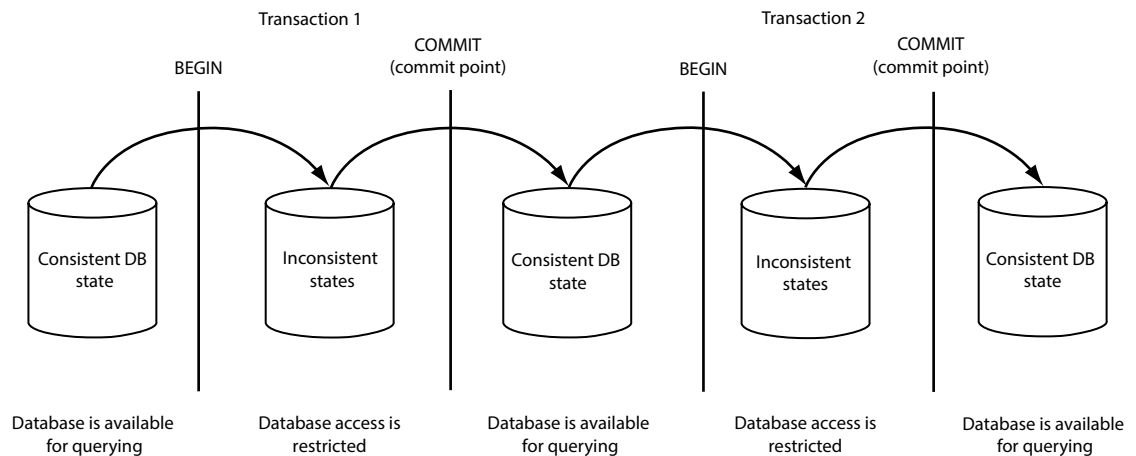 Transaction 1
Transaction 2
BEGIN
COMMIT
(commit point)
BEGIN
COMMIT
(commit point)
Consistent DB
state
Inconsistent
states
Consistent DB
state
Inconsistent
states
Consistent DB
state
Database is available
for querying
Database access is
restricted
Database is available
for querying
Database access is
restricted
Database is available
for querying